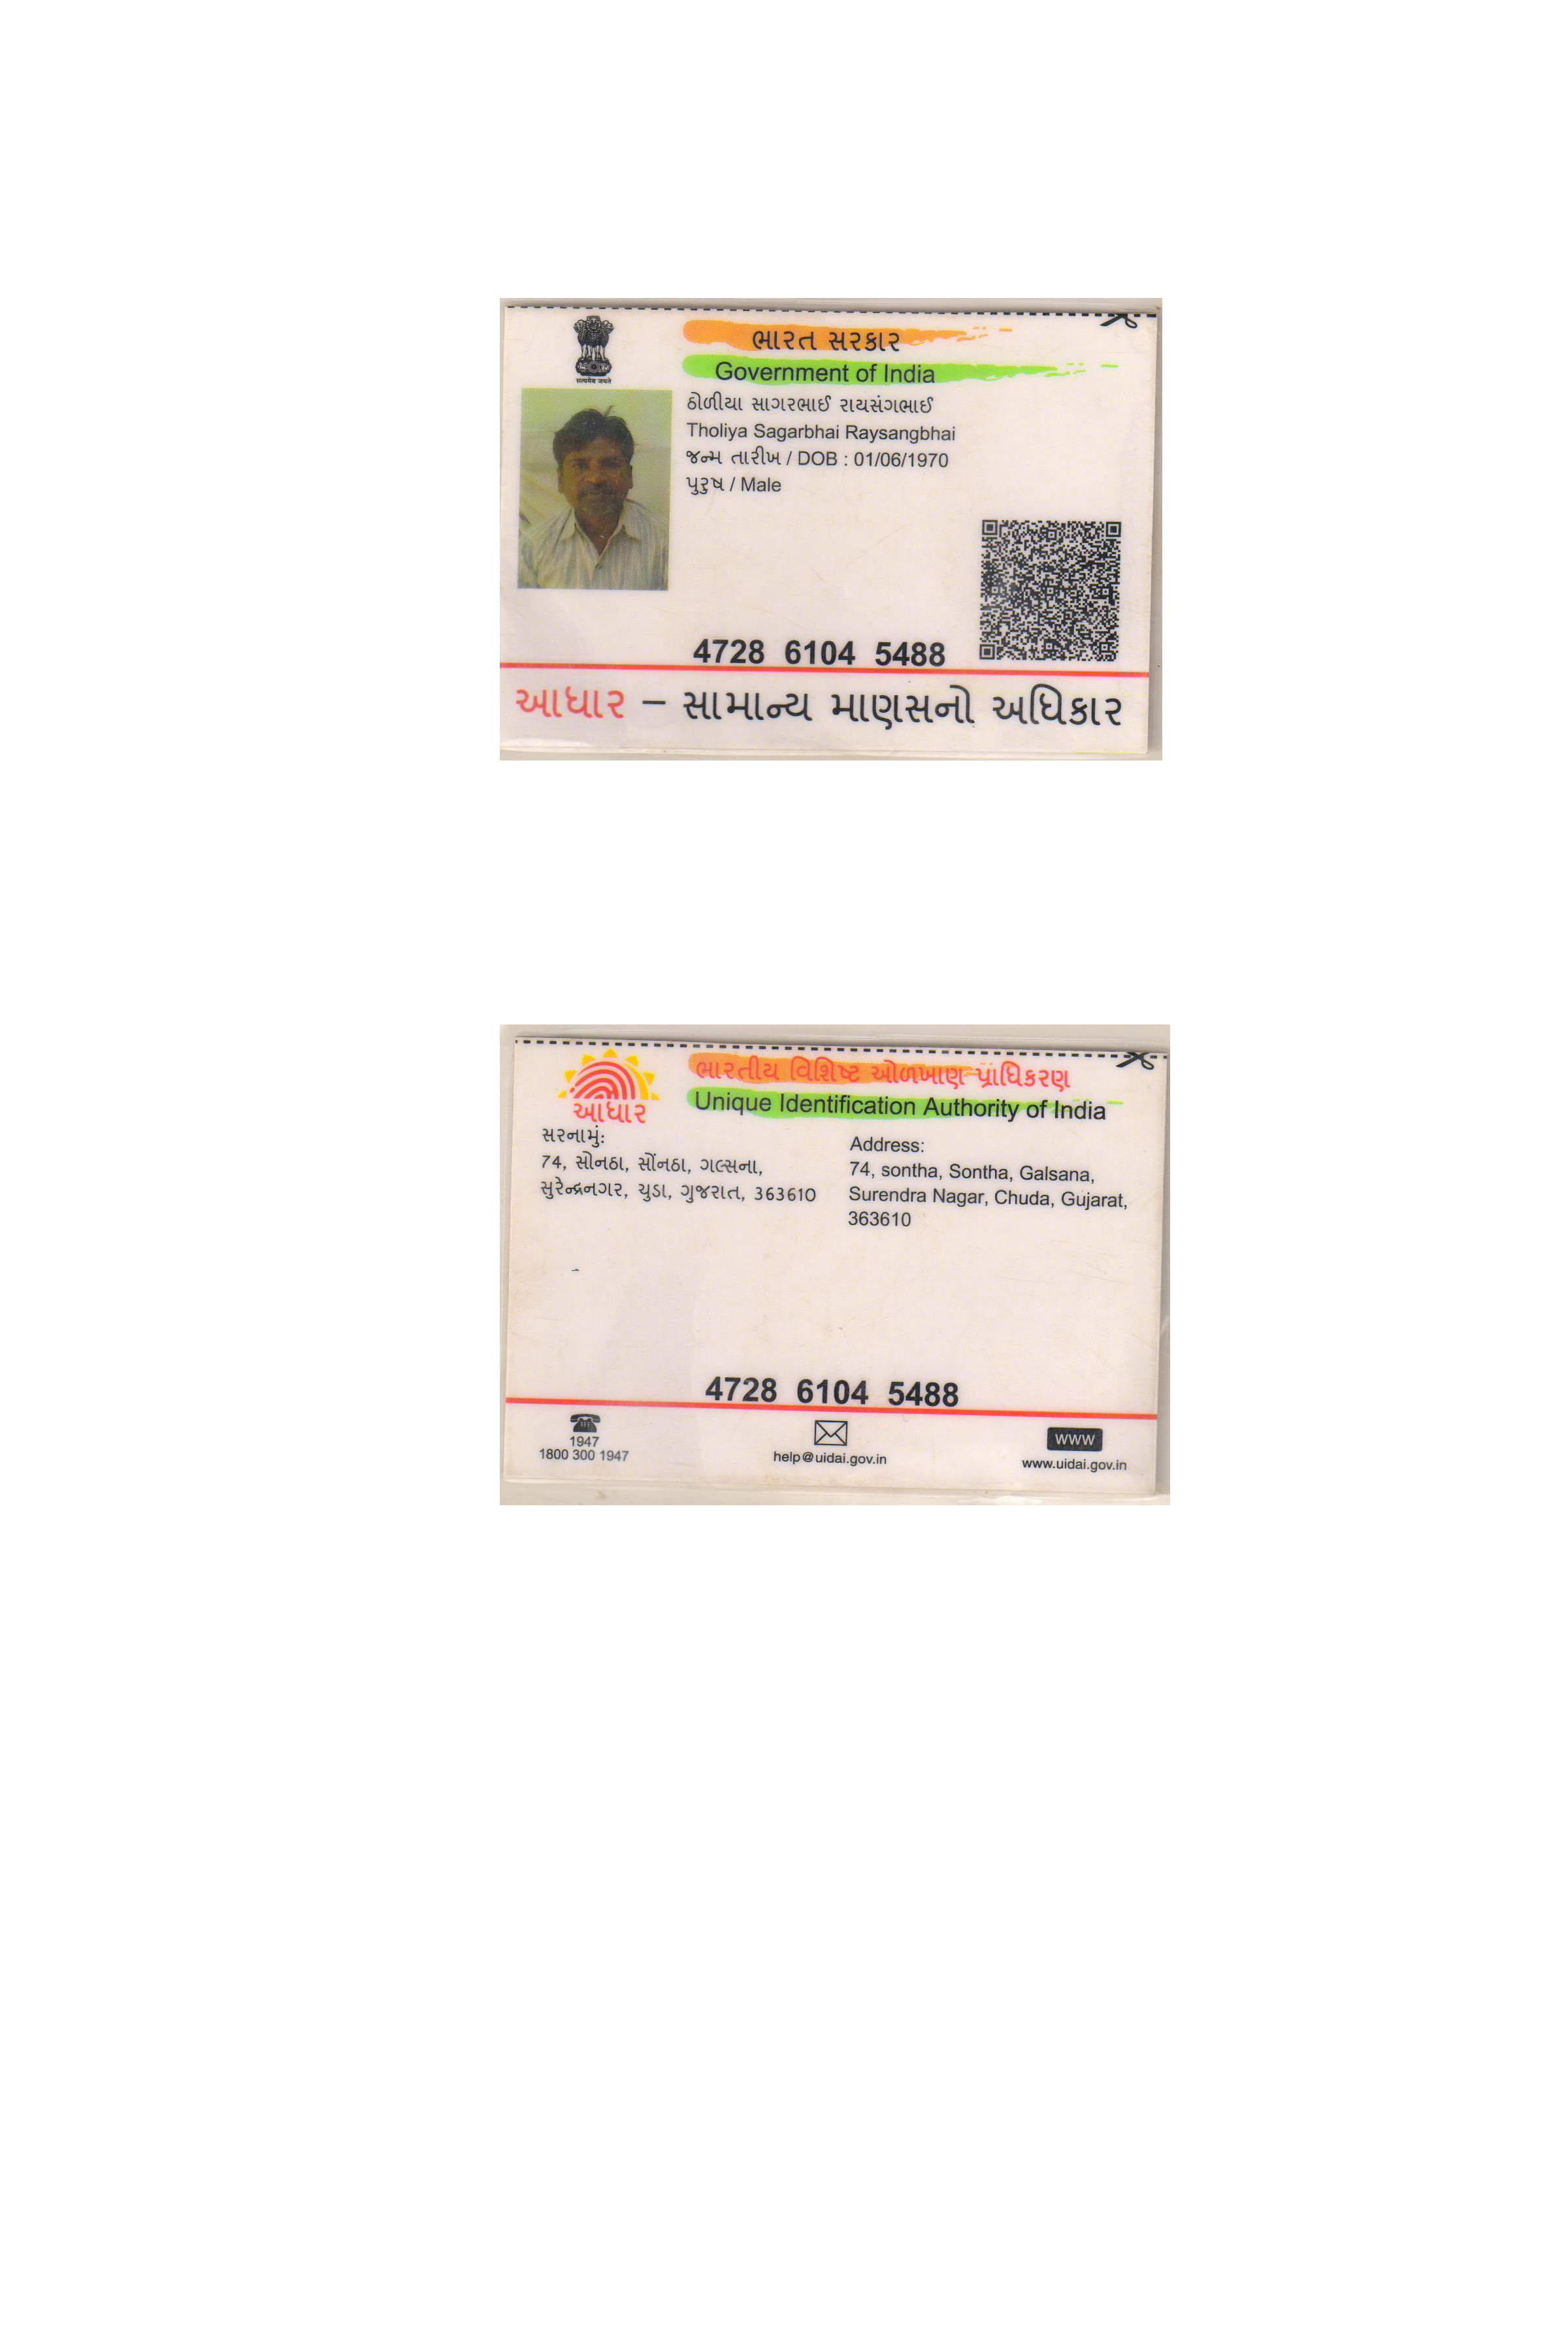 ભારત સરકાર
Government of India
सत्यमेव जयते
ઠોળીયા સાગરભાઈ રાયસંગભાઈ
Tholiya Sagarbhai Raysangbhai
જન્મ તારીખ / DOB : 01/06/1970
પુરુષ / Male
4728 6104 5488
આધાર – સામાન્ય માણસનો અધિકાર
ભારતીય વિશિષ્ટ ઓળખાણ પ્રાધિકરણ
Unique Identification Authority of India
આધાર
સરનામું:
74, સોનઠા, સોંનઠા, ગલ્સના,
સુરેન્દ્રનગર, ચુડા, ગુજરાત, 363610
Address:
74, sontha, Sontha, Galsana,
Surendra Nagar, Chuda, Gujarat,
363610
4728 6104 5488
1947
1800 300 1947
help@uidai.gov.in
WWW
www.uidai.gov.in